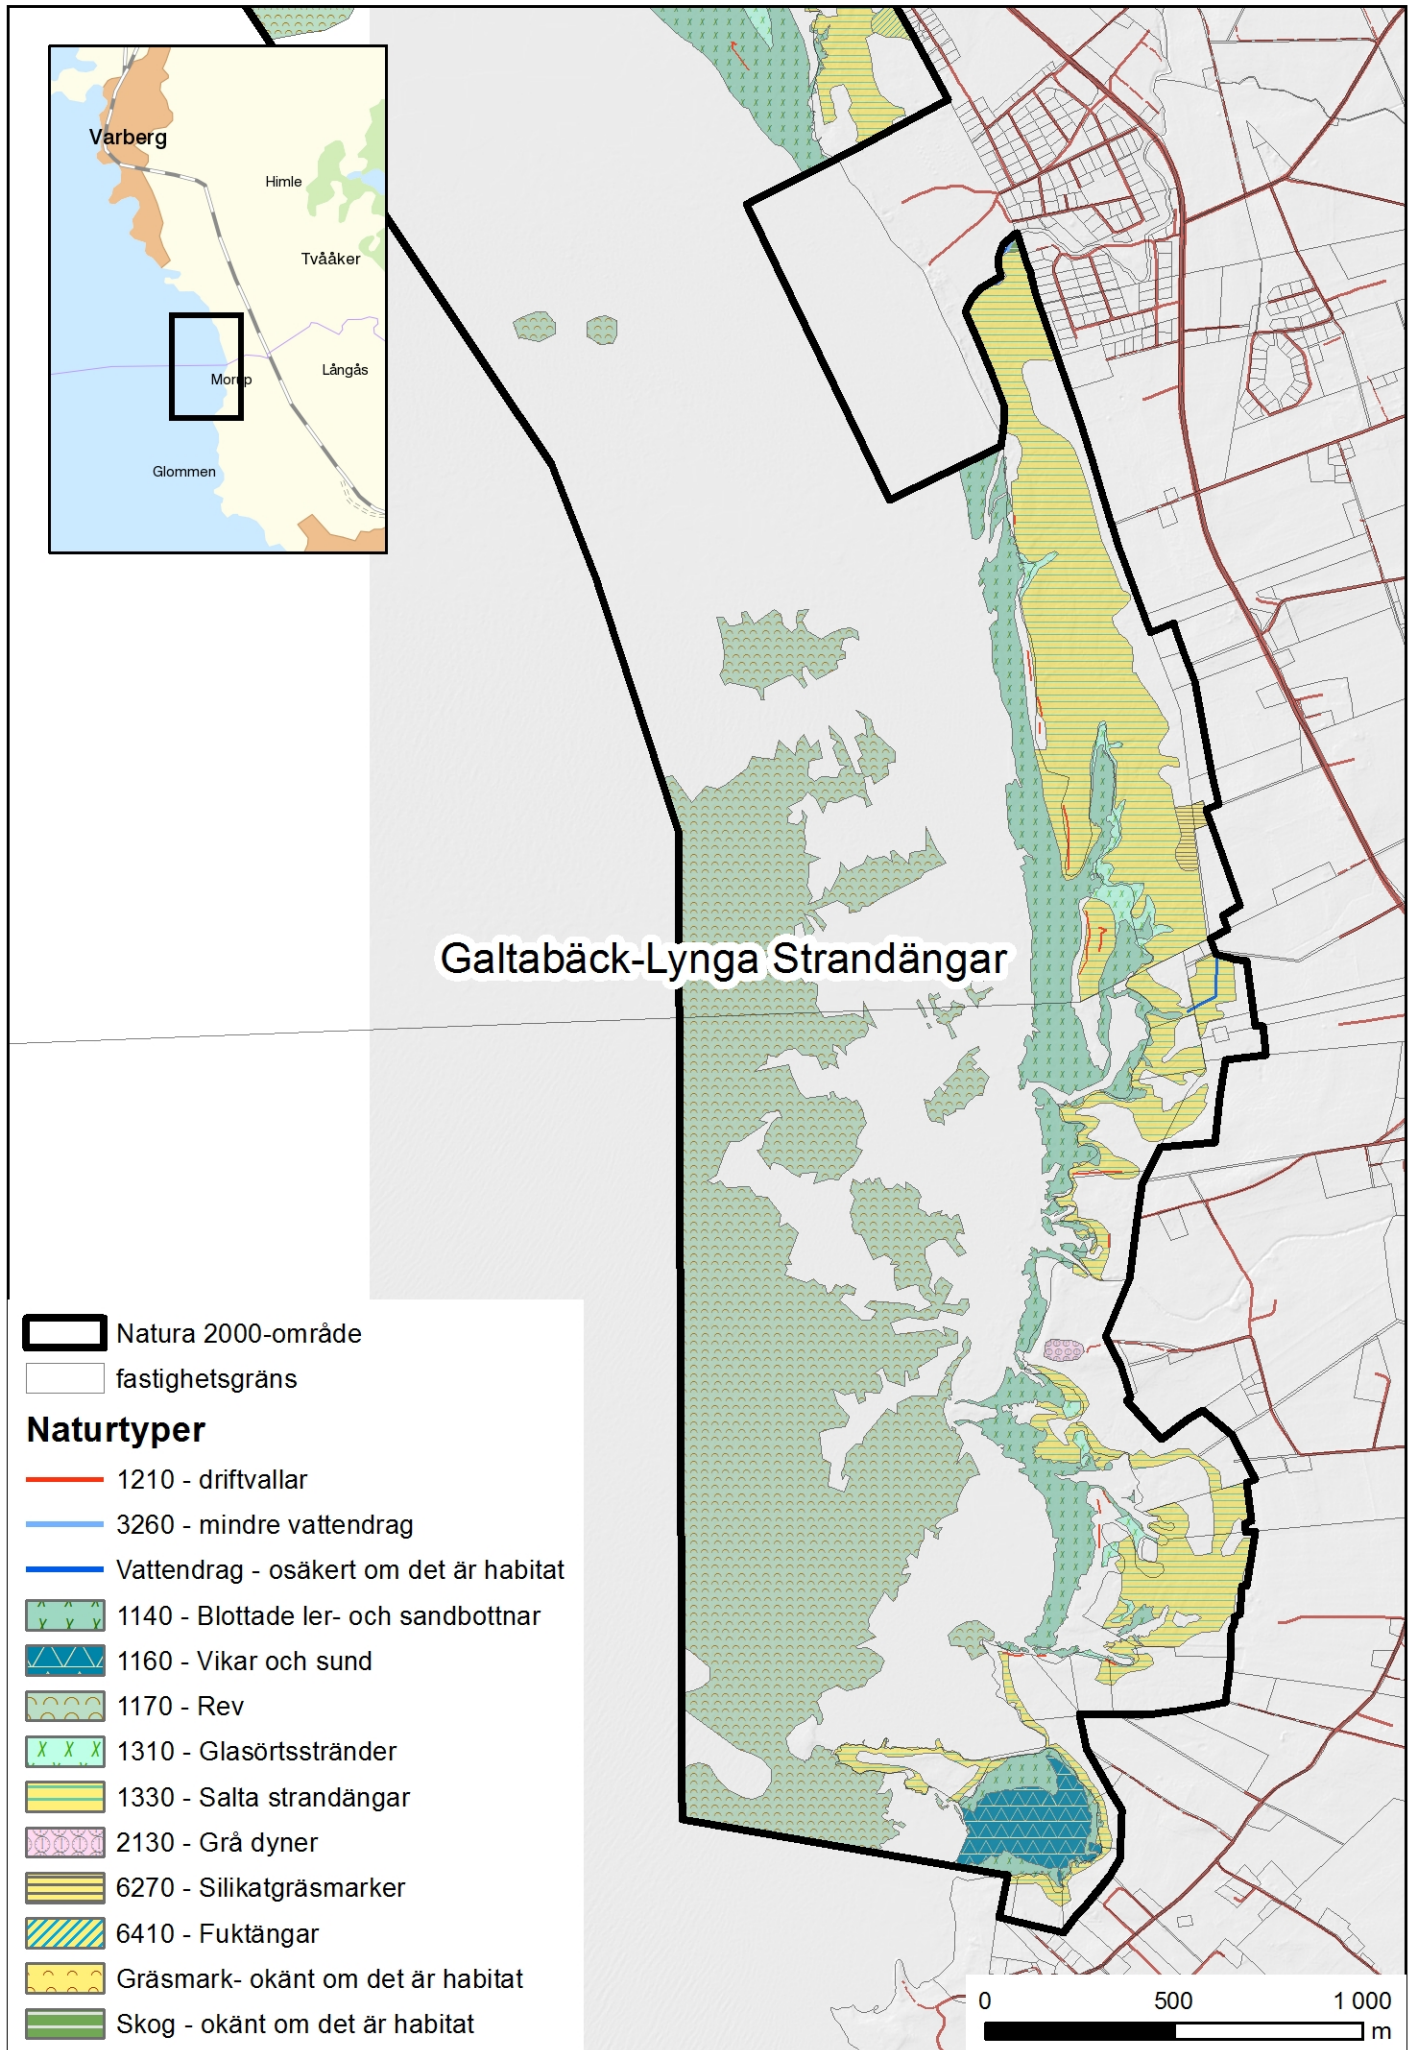 Varberg
Himle
Tvååker
Långås
Morup
Glommen
Galtabäck-Lynga Strandängar
Natura 2000-område
fastighetsgräns
Naturtyper
1210 - driftvallar
3260 - mindre vattendrag
Vattendrag - osäkert om det är habitat
1140 - Blottade ler- och sandbottnar
1160 - Vikar och sund
1170 - Rev
1310 - Glasörtsstränder
1330 - Salta strandängar
2130 - Grå dyner
6270 - Silikatgräsmarker
6410 - Fuktängar
Gräsmark- okänt om det är habitat
Skog - okänt om det är habitat
0 500 1 000
m